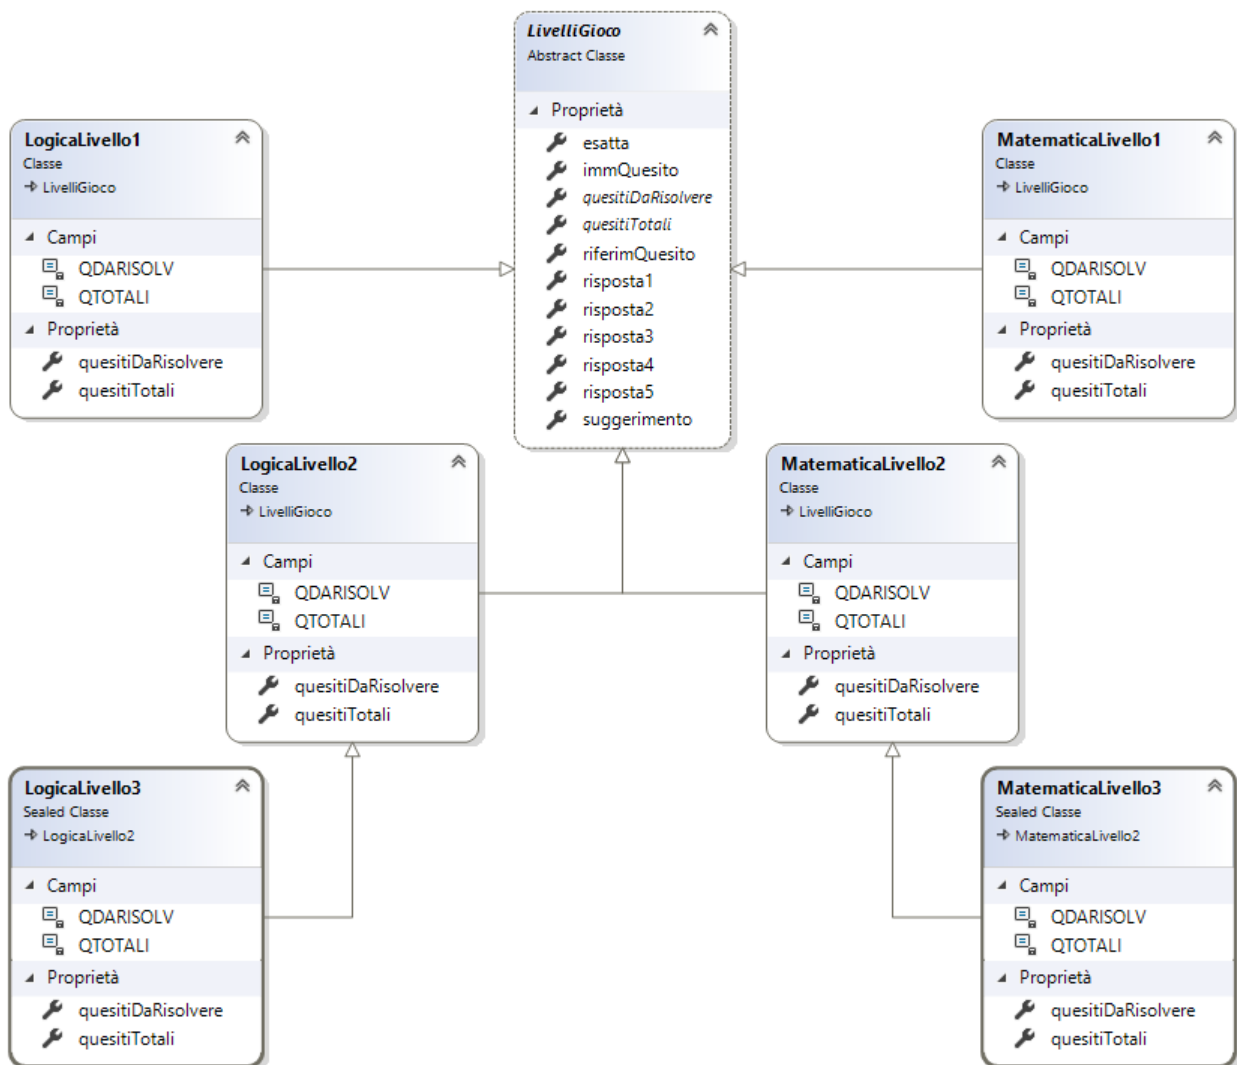 LivelliGioco
Abstract Classe
Proprietà
esatta
immQuesito
quesitiDaRisolvere
quesitiTotali
riferimQuesito
risposta1
risposta2
risposta3
risposta4
risposta5
suggerimento
LogicaLivello1
Classe
LivelliGioco
Campi
QDARISOLV
QTOTALI
Proprietà
quesitiDaRisolvere
quesitiTotali
MatematicaLivello1
Classe
LivelliGioco
Campi
QDARISOLV
QTOTALI
Proprietà
quesitiDaRisolvere
quesitiTotali
LogicaLivello2
Classe
LivelliGioco
Campi
QDARISOLV
QTOTALI
Proprietà
quesitiDaRisolvere
quesitiTotali
MatematicaLivello2
Classe
LivelliGioco
Campi
QDARISOLV
QTOTALI
Proprietà
quesitiDaRisolvere
quesitiTotali
LogicaLivello3
Sealed Classe
LogicaLivello2
Campi
QDARISOLV
QTOTALI
Proprietà
quesitiDaRisolvere
quesitiTotali
MatematicaLivello3
Sealed Classe
MatematicaLivello2
Campi
QDARISOLV
QTOTALI
Proprietà
quesitiDaRisolvere
quesitiTotali